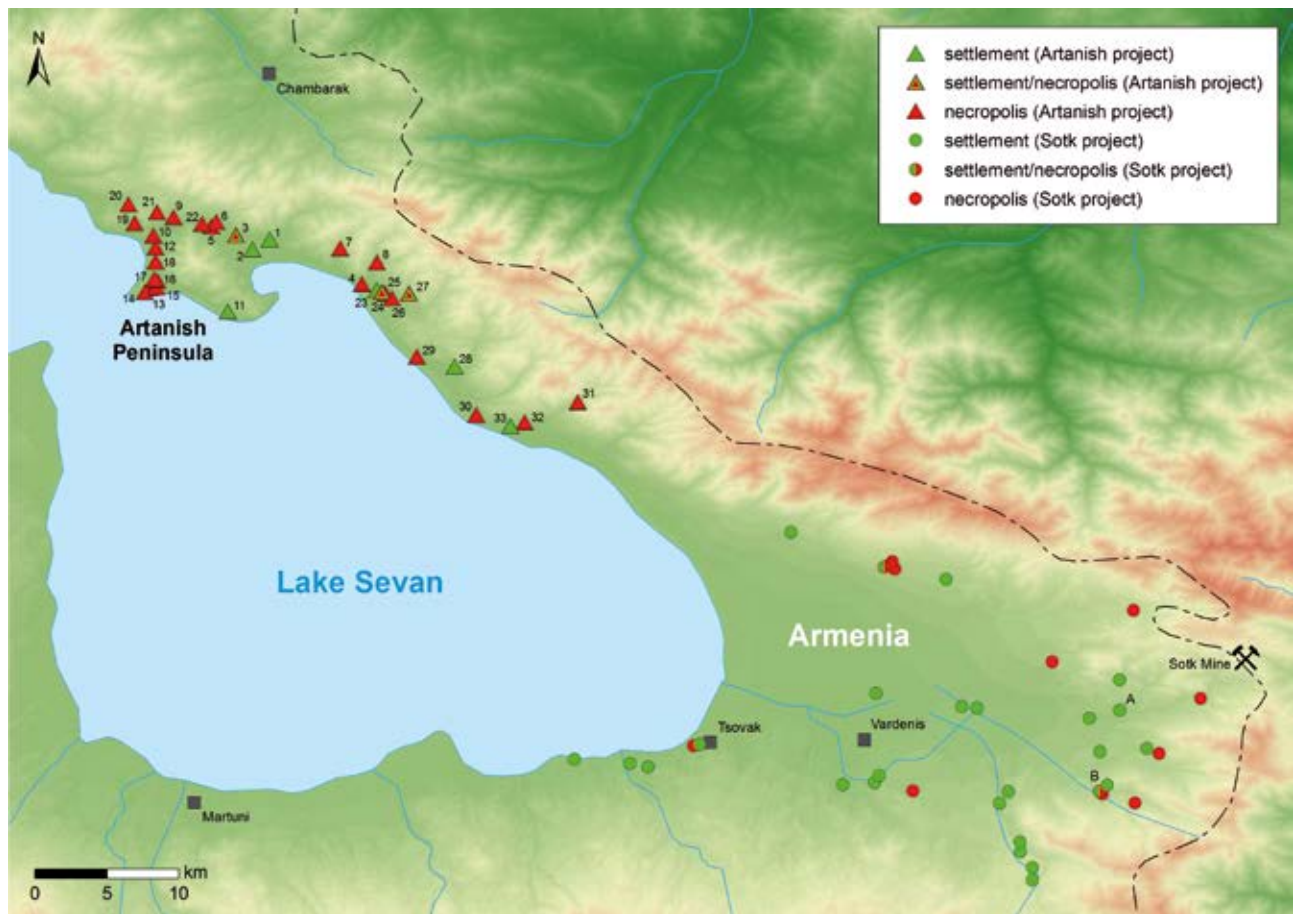 N
Chambarak
settlement (Artanish project)
settlement/necropolis (Artanish project)
necropolis (Artanish project)
settlement (Sotk project)
settlement/necropolis (Sotk project)
necropolis (Sotk project)
20
21
9
19
22
6
5
3
1
2
10
12
18
17
16
14
13
15
11
7
8
4
23
25
24
26
27
Artanish
Peninsula
29
28
31
30
33
32
Lake Sevan
Armenia
Sotk Mine
A
Tsovak
Vardenis
B
Martuni
km
0
5
10